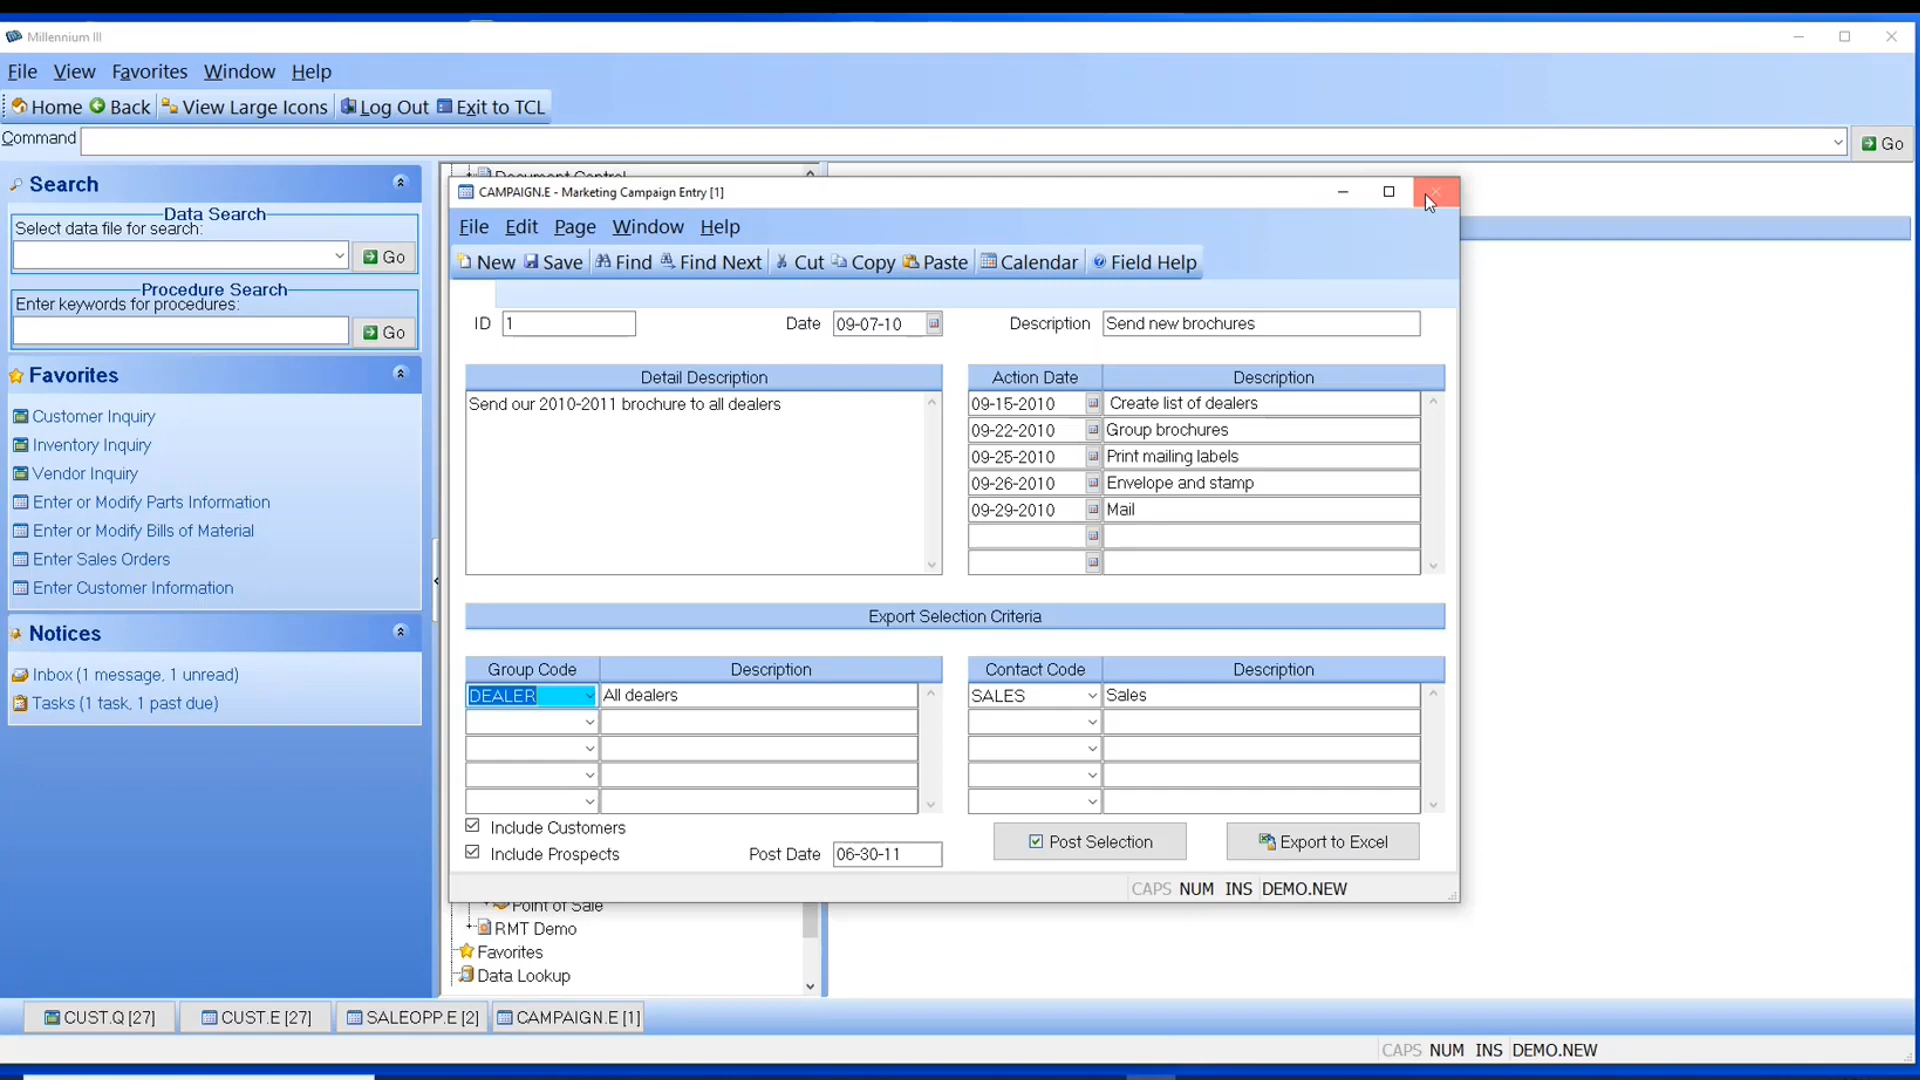 Millennium III
File View Favorites Window Help
Home Back View Large Icons Log Out Exit to TCL
Command Go
Search
Data Search
Select data file for search:
Go
Procedure Search
Enter keywords for procedures:
Go
Favorites
Customer Inquiry
Inventory Inquiry
Vendor Inquiry
Enter or Modify Parts Information
Enter or Modify Bills of Material
Enter Sales Orders
Enter Customer Information
Notices
Inbox (1 message, 1 unread)
Tasks (1 task, 1 past due)
Document Control
CAMPAIGN.E - Marketing Campaign Entry [1]
File Edit Page Window Help
New Save Find Find Next Cut Copy Paste Calendar Field Help
ID 1 Date 09-07-10 Description Send new brochures
Detail Description
Send our 2010-2011 brochure to all dealers
Action Date Description
09-15-2010 Create list of dealers
09-22-2010 Group brochures
09-25-2010 Print mailing labels
09-26-2010 Envelope and stamp
09-29-2010 Mail
Export Selection Criteria
Group Code Description
DEALER All dealers
Contact Code Description
SALES Sales
Include Customers
Include Prospects Post Date 06-30-11
Post Selection Export to Excel
CAPS NUM INS DEMO.NEW
Point of Sale
RMT Demo
Favorites
Data Lookup
CUST.Q [27] CUST.E [27] SALEOPP.E [2] CAMPAIGN.E [1]
CAPS NUM INS DEMO.NEW